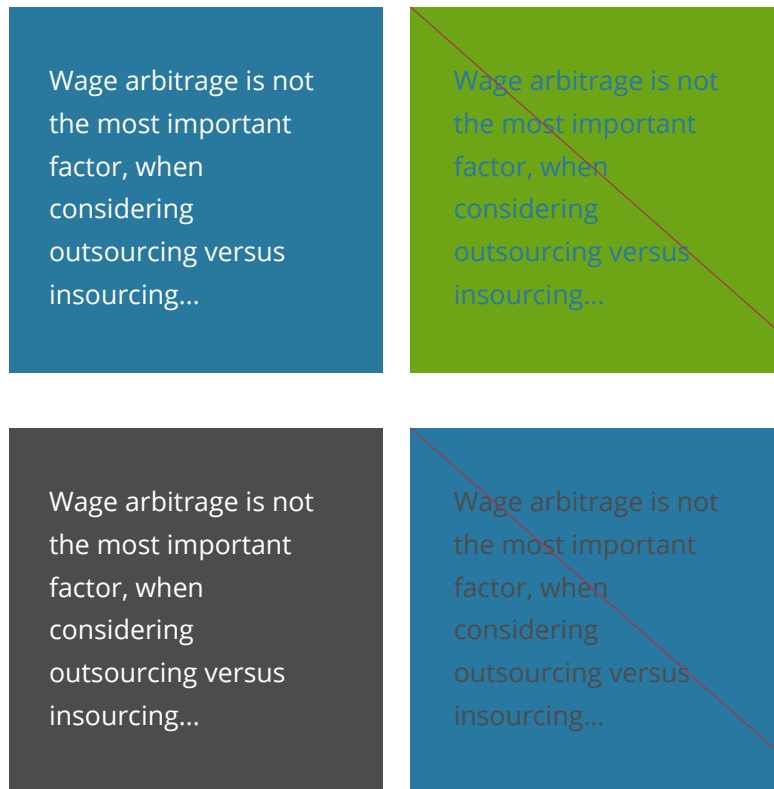 Wage arbitrage is not
the most important
factor, when
considering
outsourcing versus
insourcing...
Wage arbitrage is not
the most important
factor, when
considering
outsourcing versus
insourcing...
Wage arbitrage is not
the most important
factor, when
considering
outsourcing versus
insourcing...
Wage arbitrage is not
the most important
factor, when
considering
outsourcing versus
insourcing...